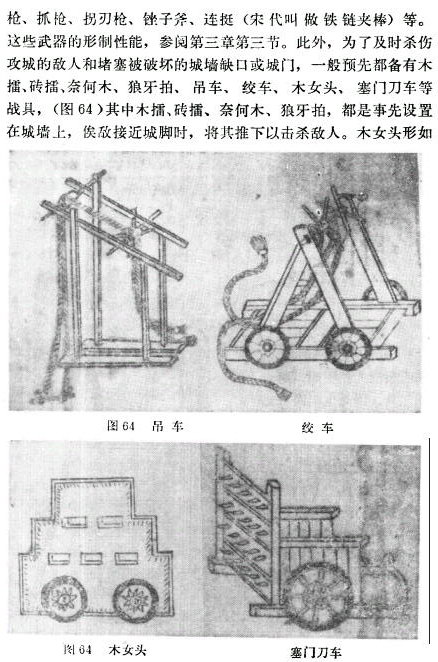 枪、抓枪、拐刃枪、锉子斧、连挺（宋代叫做铁链夹棒）等。
这些武器的形制性能，参阅第三章第三节。此外，为了及时杀伤
攻城的敌人和堵塞被破坏的城墙缺口或城门，一般预先都备有木
擂、砖擂、奈何木、狼牙拍、吊车、绞车、木女头、塞门刀车等
战具，（图64）其中木擂、砖擂、奈何木、狼牙拍，都是事先设置
在城墙上，俟敌接近城脚时，将其推下以击杀敌人。木女头形如
图64 吊车
绞车
图64 木女头
塞门刀车